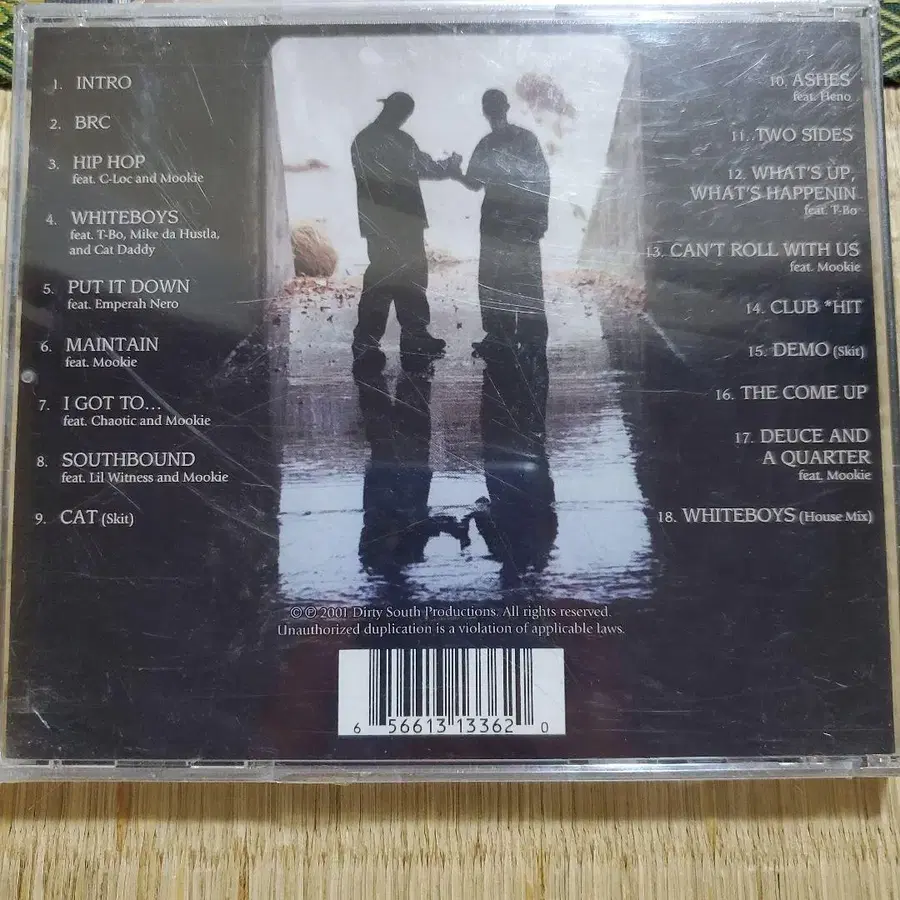 1. INTRO
2. BRC
3. HIP HOP
feat. C-Loc and Mookie
4. WHITEBOYS
feat. T-Bo, Mike da Hustla,
and Cat Daddy
5. PUT IT DOWN
feat. Emperah Nero
6. MAINTAIN
feat. Mookie
7. I GOT TO...
feat. Chaotic and Mookie
8. SOUTHBOUND
feat. Lil Witness and Mookie
9. CAT (Skit)
10. ASHES
feat. Heno
11. TWO SIDES
12. WHAT'S UP,
WHAT'S HAPPENIN
feat. T-Bo
13. CAN'T ROLL WITH US
feat. Mookie
14. CLUB *HIT
15. DEMO (Skit)
16. THE COME UP
17. DEUCE AND
A QUARTER
feat. Mookie
18. WHITEBOYS (House Mix)
© ℗ 2001 Dirty South Productions. All rights reserved.
Unauthorized duplication is a violation of applicable laws.
6 56613 13362 0